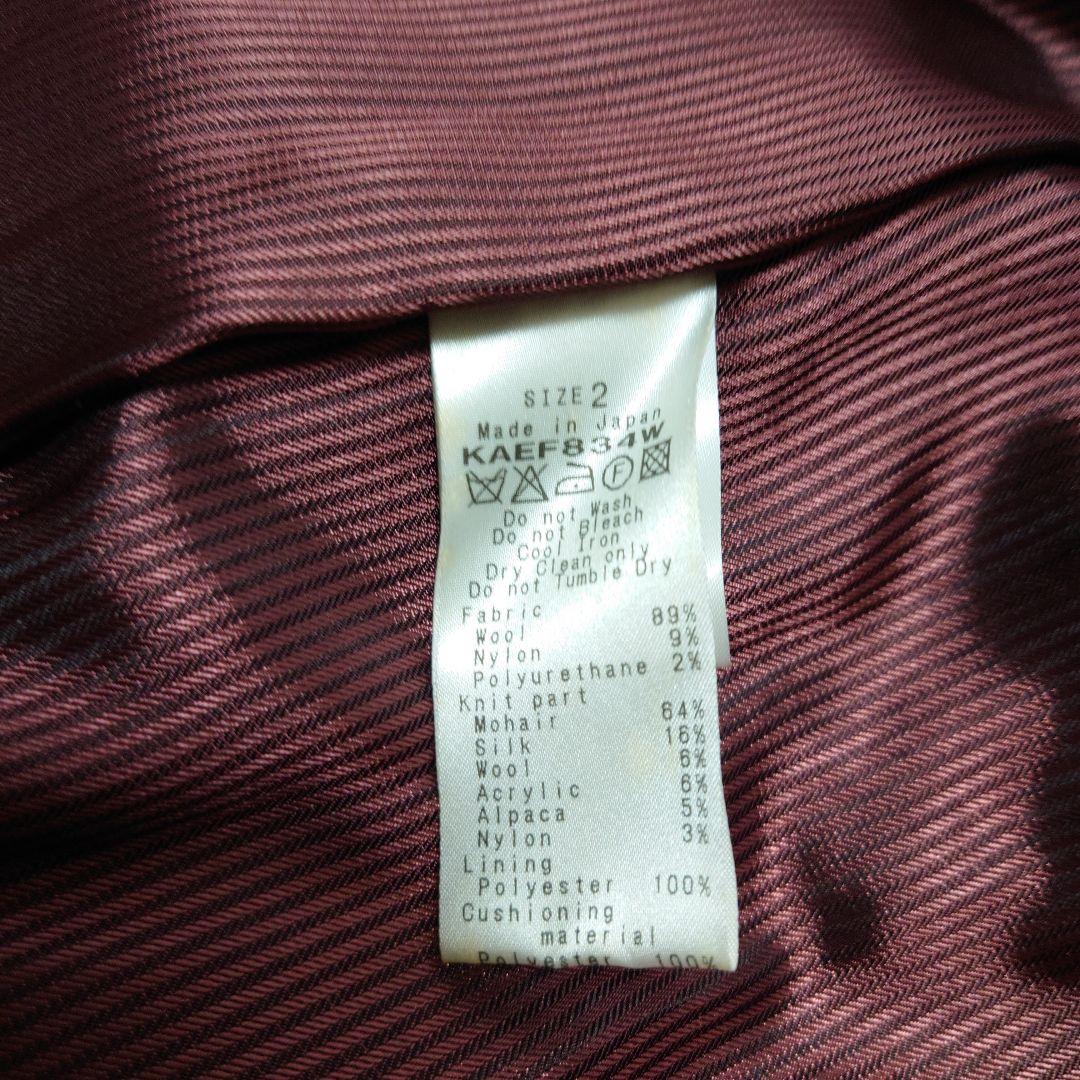 SIZE 2
Made in Japan
KAEF834W
F
Do not Wash
Do not Bleach
Cool Iron
Dry Clean only
Do not Tumble Dry
Fabric
Wool 89%
Nylon 9%
Polyurethane 2%
Knit part
Mohair 64%
Silk 16%
Wool 6%
Acrylic 6%
Alpaca 5%
Nylon 3%
Lining
Polyester 100%
Cushioning
material
Polyester 100%